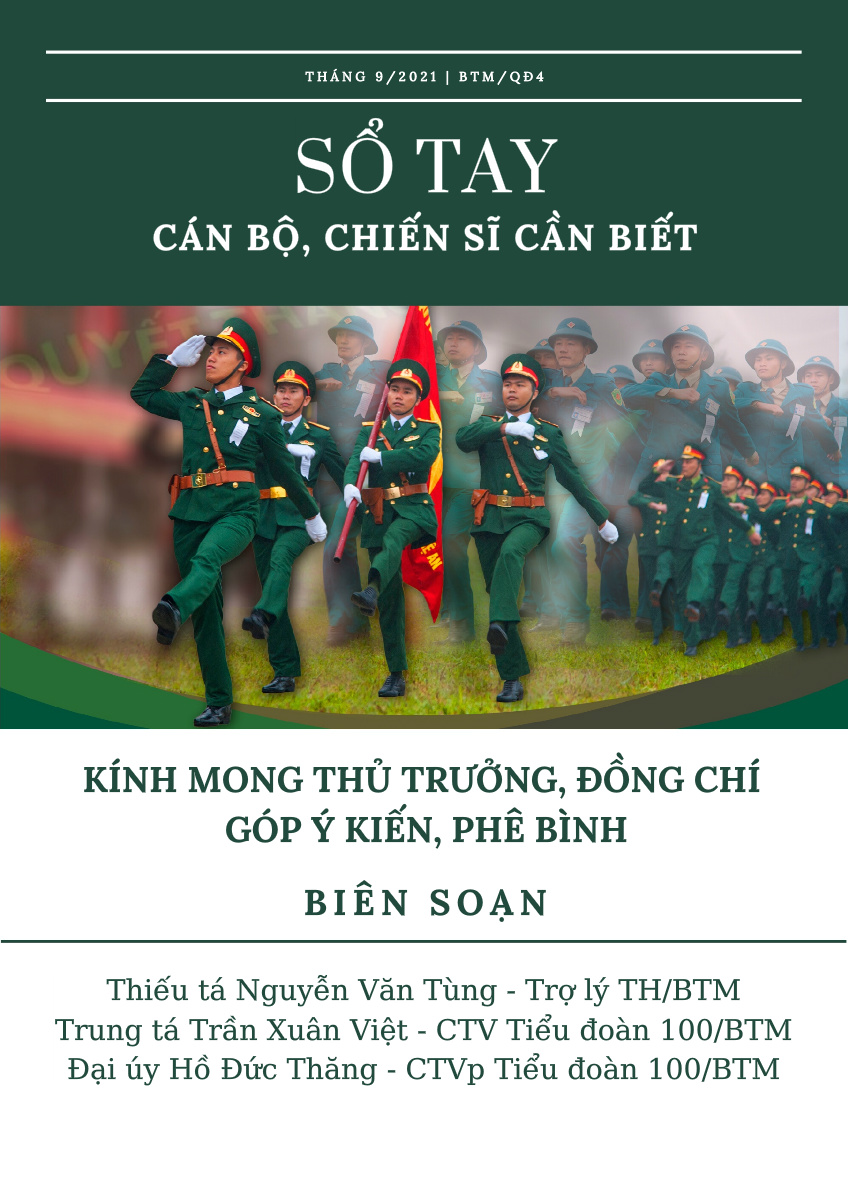 THÁNG 9/2021 | BTM/QĐ4
SỔ TAY
CÁN BỘ, CHIẾN SĨ CẦN BIẾT
QUYẾT
KÍNH MONG THỦ TRƯỞNG, ĐỒNG CHÍ
GÓP Ý KIẾN, PHÊ BÌNH
BIÊN SOẠN
Thiếu tá Nguyễn Văn Tùng - Trợ lý TH/BTM
Trung tá Trần Xuân Việt - CTV Tiểu đoàn 100/BTM
Đại úy Hồ Đức Thăng - CTVp Tiểu đoàn 100/BTM